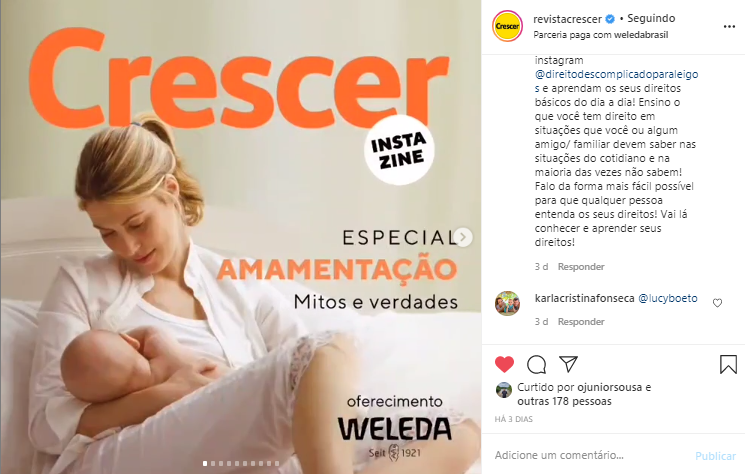 Crescer
INSTA
ZINE
ESPECIAL
AMAMENTAÇÃO
Mitos e verdades
oferecimento
WELEDA
Seit 1921
Crescer
revistacrescer • Seguindo
Parceria paga com weledabrasil
instagram
@direitodescomplicadoparaleigo
s e aprendam os seus direitos
básicos do dia a dia! Ensino o
que você tem direito em
situações que você ou algum
amigo/ familiar devem saber nas
situações do cotidiano e na
maioria das vezes não sabem!
Falo da forma mais fácil possível
para que qualquer pessoa
entenda os seus direitos! Vai lá
conhecer e aprender seus
direitos!
3 d Responder
karlacristinafonseca @lucyboeto
3 d Responder
Curtido por ojuniorsousa e
outras 178 pessoas
HÁ 3 DIAS
Adicione um comentário...
Publicar